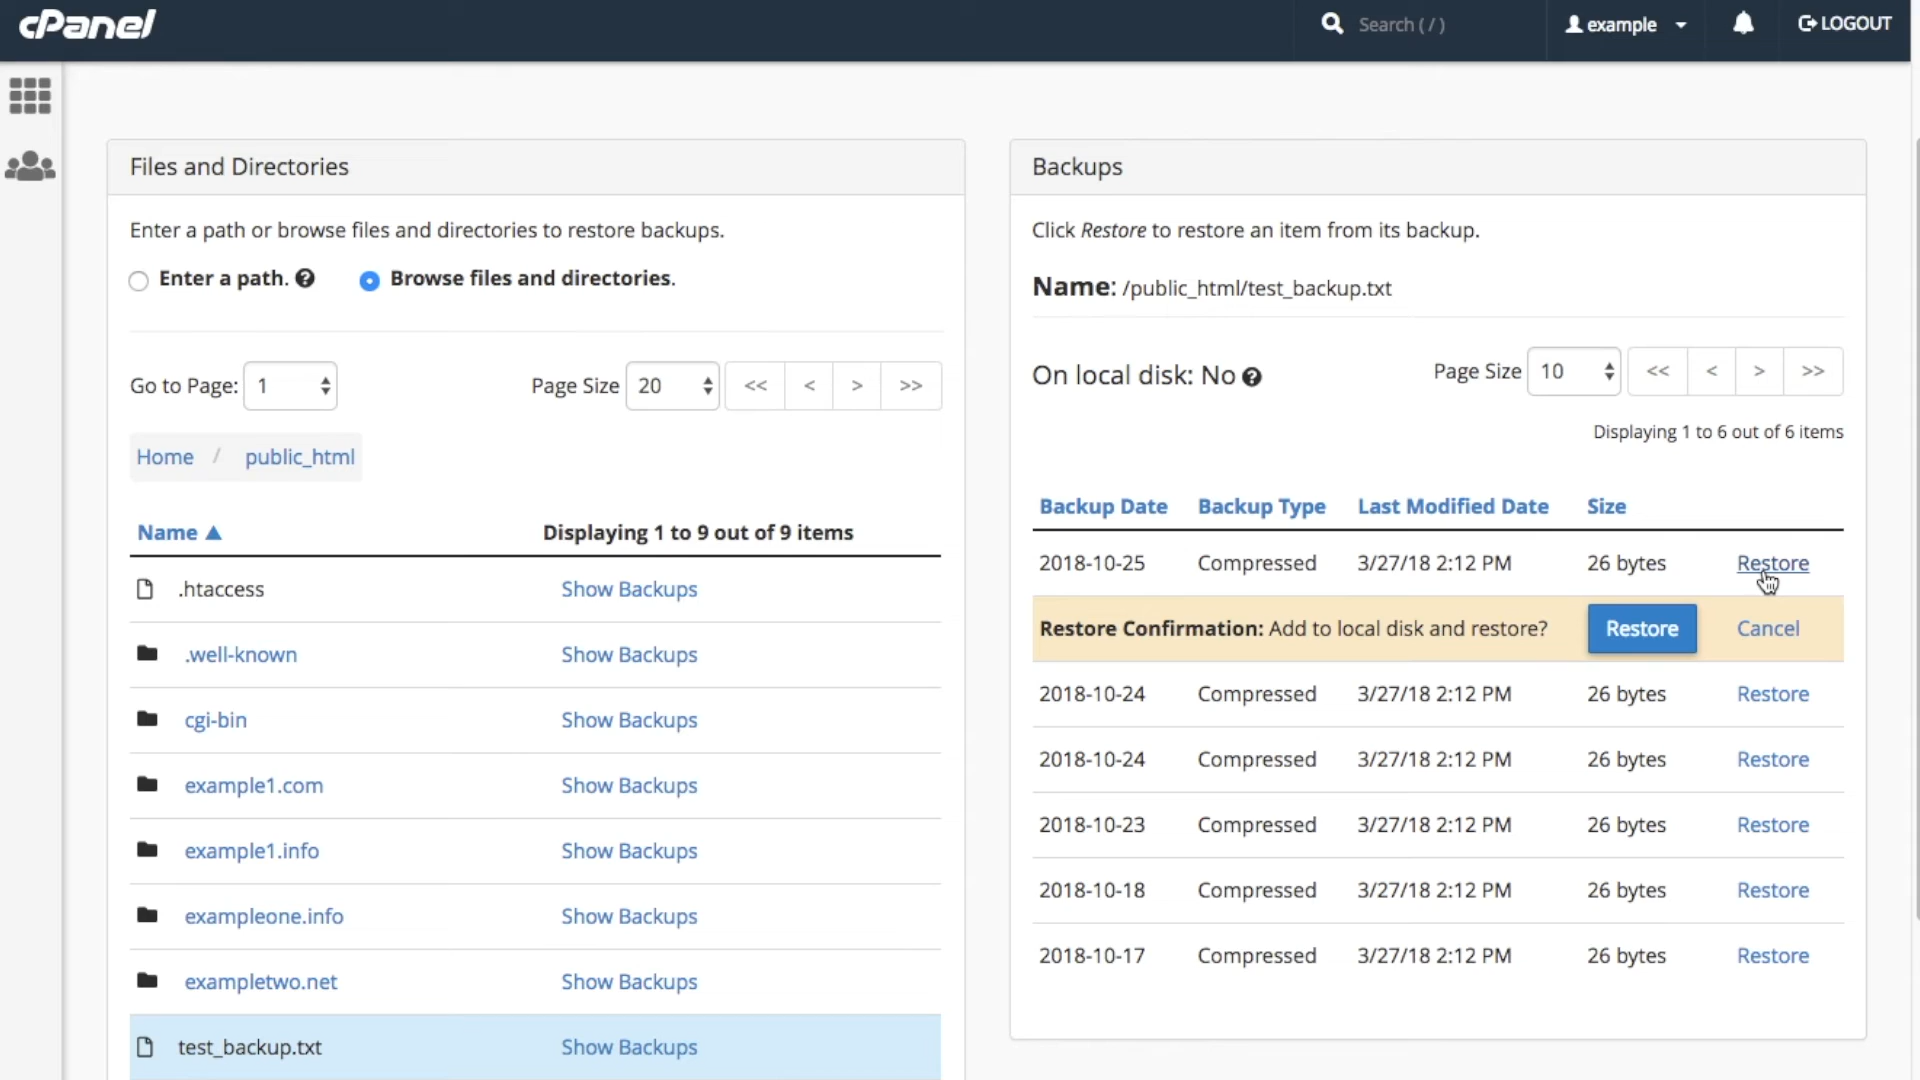 cPanel
Search ( / )
example
LOGOUT
Files and Directories
Enter a path or browse files and directories to restore backups.
Enter a path. ?
Browse files and directories.
Go to Page: 1
Page Size 20 << < > >>
Home / public_html
Name ▲ Displaying 1 to 9 out of 9 items
.htaccess Show Backups
.well-known Show Backups
cgi-bin Show Backups
example1.com Show Backups
example1.info Show Backups
exampleone.info Show Backups
exampletwo.net Show Backups
test_backup.txt Show Backups
Backups
Click Restore to restore an item from its backup.
Name: /public_html/test_backup.txt
On local disk: No ?
Page Size 10 << < > >>
Displaying 1 to 6 out of 6 items
Backup Date Backup Type Last Modified Date Size
2018-10-25 Compressed 3/27/18 2:12 PM 26 bytes Restore
Restore Confirmation: Add to local disk and restore? Restore Cancel
2018-10-24 Compressed 3/27/18 2:12 PM 26 bytes Restore
2018-10-24 Compressed 3/27/18 2:12 PM 26 bytes Restore
2018-10-23 Compressed 3/27/18 2:12 PM 26 bytes Restore
2018-10-18 Compressed 3/27/18 2:12 PM 26 bytes Restore
2018-10-17 Compressed 3/27/18 2:12 PM 26 bytes Restore